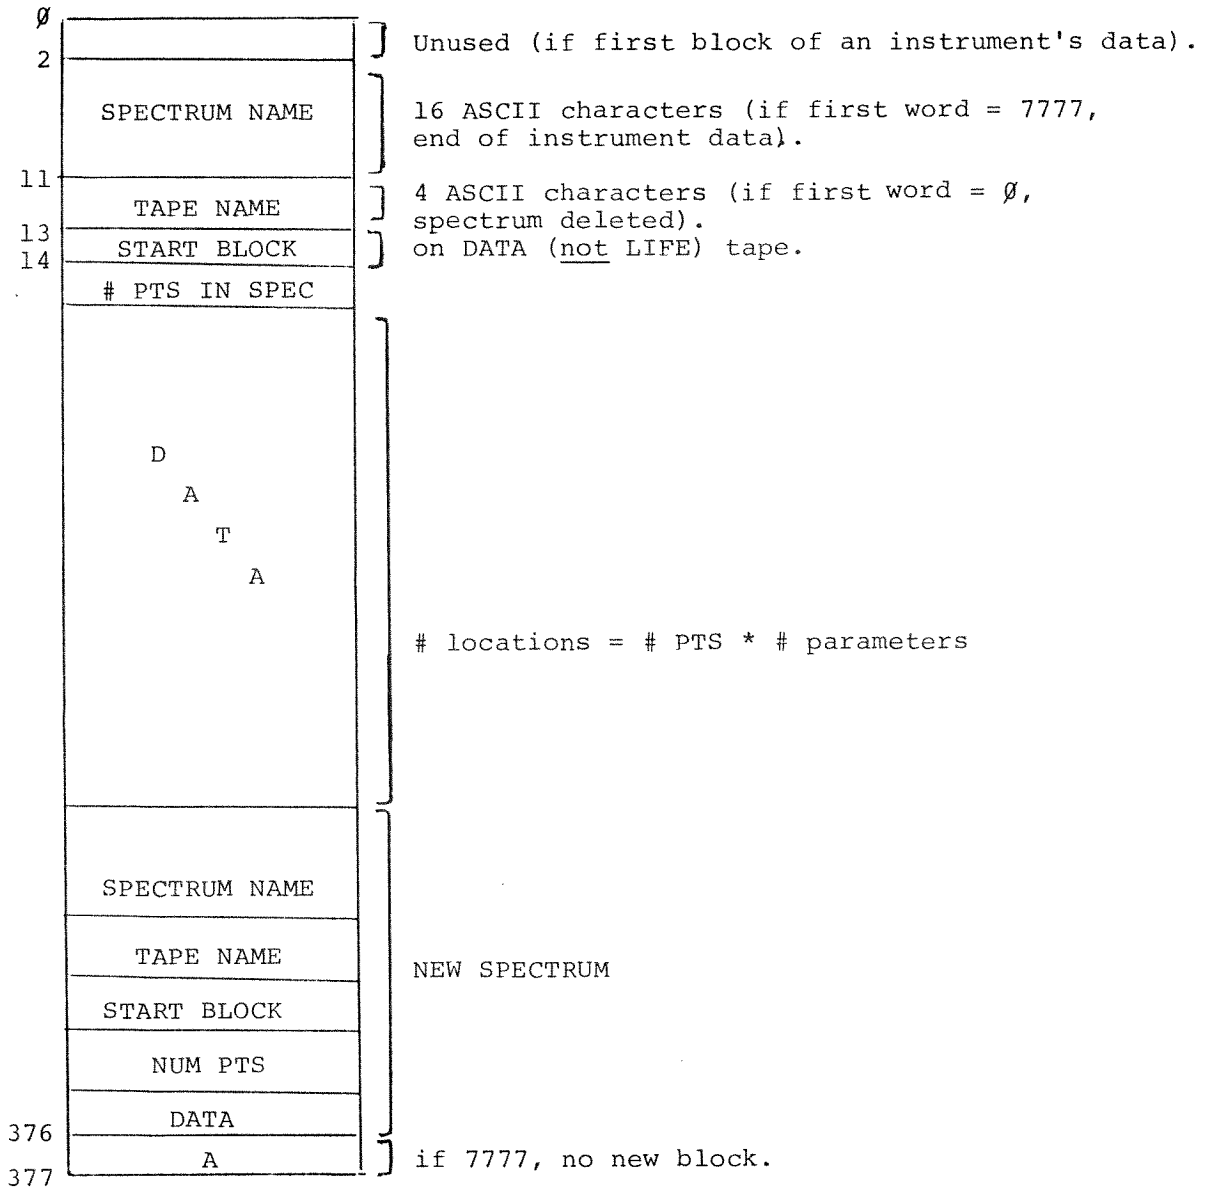 Ø
Unused (if first block of an instrument's data).
2
SPECTRUM NAME
16 ASCII characters (if first word = 7777,
end of instrument data).
11
TAPE NAME
4 ASCII characters (if first word = Ø,
spectrum deleted).
13
START BLOCK
on DATA (not LIFE) tape.
14
# PTS IN SPEC
D
A
T
A
# locations = # PTS * # parameters
SPECTRUM NAME
TAPE NAME
NEW SPECTRUM
START BLOCK
NUM PTS
DATA
376
A
if 7777, no new block.
377